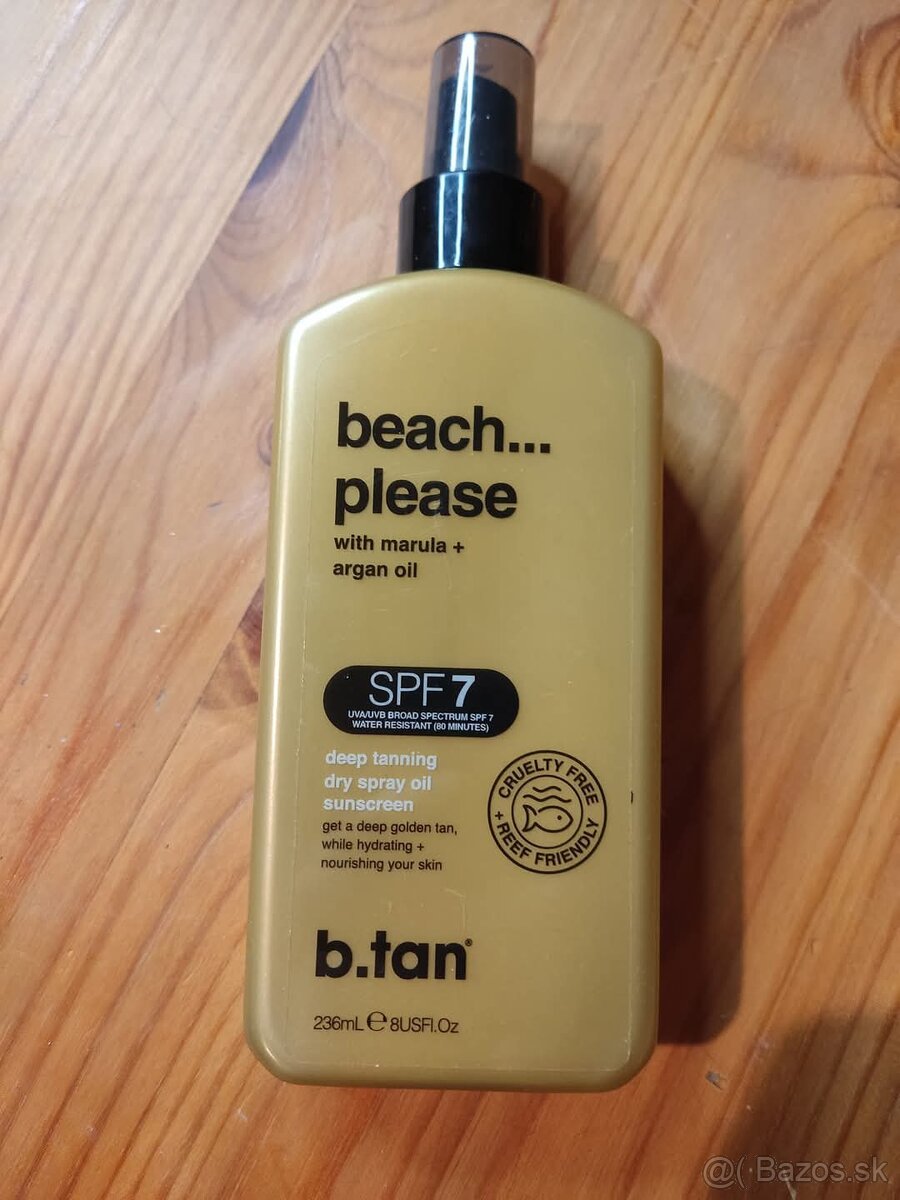 beach...
please
with marula +
argan oil
SPF 7
UVA/UVB BROAD SPECTRUM SPF 7
WATER RESISTANT (80 MINUTES)
deep tanning
dry spray oil
sunscreen
get a deep golden tan,
while hydrating +
nourishing your skin
CRUELTY FREE
+ REEF FRIENDLY
b.tan®
236mL ℮ 8USFl.Oz
@(·Bazos.sk